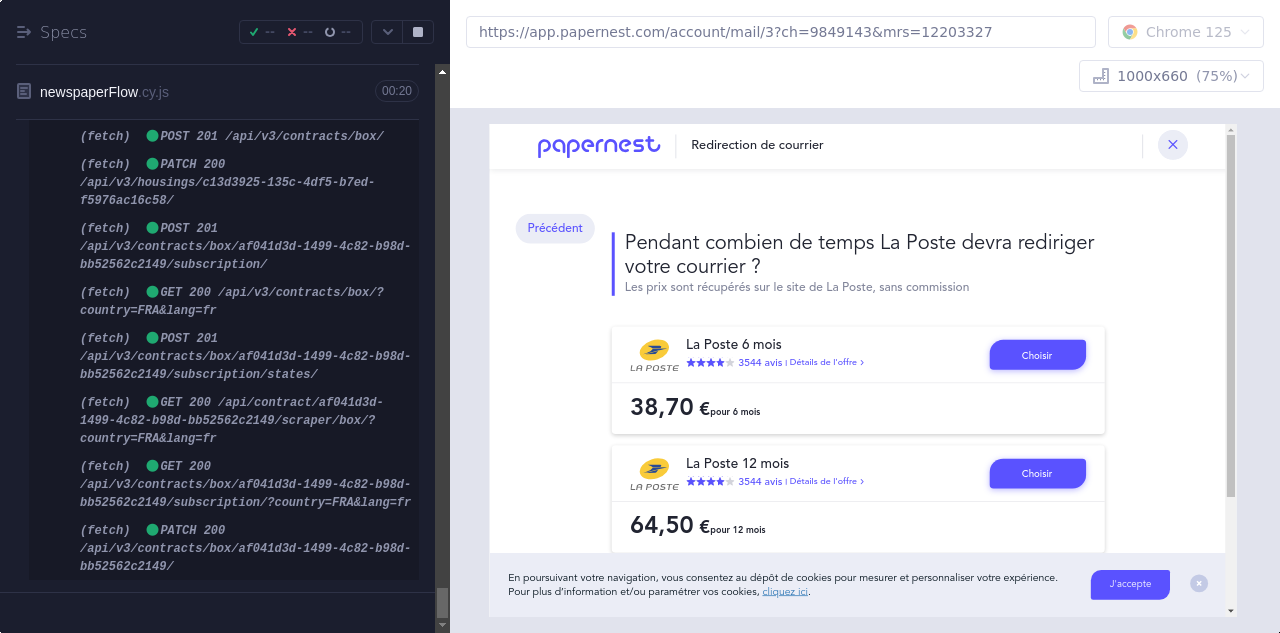 Specs
-- -- --
newspaperFlow.cy.js 00:20
(fetch) POST 201 /api/v3/contracts/box/
(fetch) PATCH 200
/api/v3/housings/c13d3925-135c-4df5-b7ed-
f5976ac16c58/
(fetch) POST 201
/api/v3/contracts/box/af041d3d-1499-4c82-b98d-
bb52562c2149/subscription/
(fetch) GET 200 /api/v3/contracts/box/?
country=FRA&lang=fr
(fetch) POST 201
/api/v3/contracts/box/af041d3d-1499-4c82-b98d-
bb52562c2149/subscription/states/
(fetch) GET 200 /api/contract/af041d3d-
1499-4c82-b98d-bb52562c2149/scraper/box/?
country=FRA&lang=fr
(fetch) GET 200
/api/v3/contracts/box/af041d3d-1499-4c82-b98d-
bb52562c2149/subscription/?country=FRA&lang=fr
(fetch) PATCH 200
/api/v3/contracts/box/af041d3d-1499-4c82-b98d-
bb52562c2149/
https://app.papernest.com/account/mail/3?ch=9849143&mrs=12203327
Chrome 125
1000x660 (75%)
papernest Redirection de courrier
Précédent
Pendant combien de temps La Poste devra rediriger
votre courrier ?
Les prix sont récupérés sur le site de La Poste, sans commission
LA POSTE
La Poste 6 mois
3544 avis | Détails de l'offre >
Choisir
38,70 € pour 6 mois
LA POSTE
La Poste 12 mois
3544 avis | Détails de l'offre >
Choisir
64,50 € pour 12 mois
En poursuivant votre navigation, vous consentez au dépôt de cookies pour mesurer et personnaliser votre expérience.
Pour plus d'information et/ou paramétrer vos cookies, cliquez ici.
J'accepte